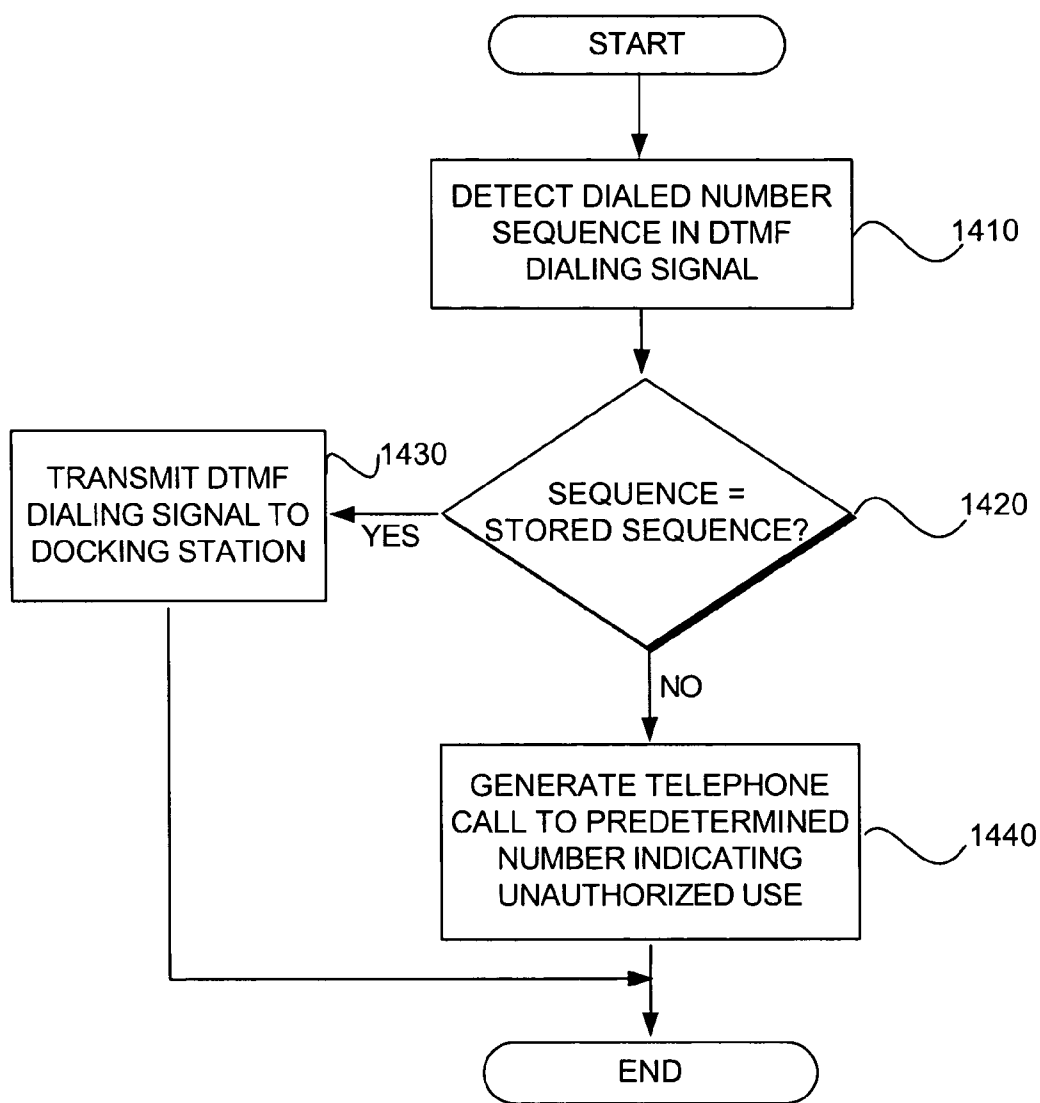 START
DETECT DIALED NUMBER
SEQUENCE IN DTMF
DIALING SIGNAL
1410
SEQUENCE =
STORED SEQUENCE?
1420
YES
1430
TRANSMIT DTMF
DIALING SIGNAL TO
DOCKING STATION
NO
GENERATE TELEPHONE
CALL TO PREDETERMINED
NUMBER INDICATING
UNAUTHORIZED USE
1440
END